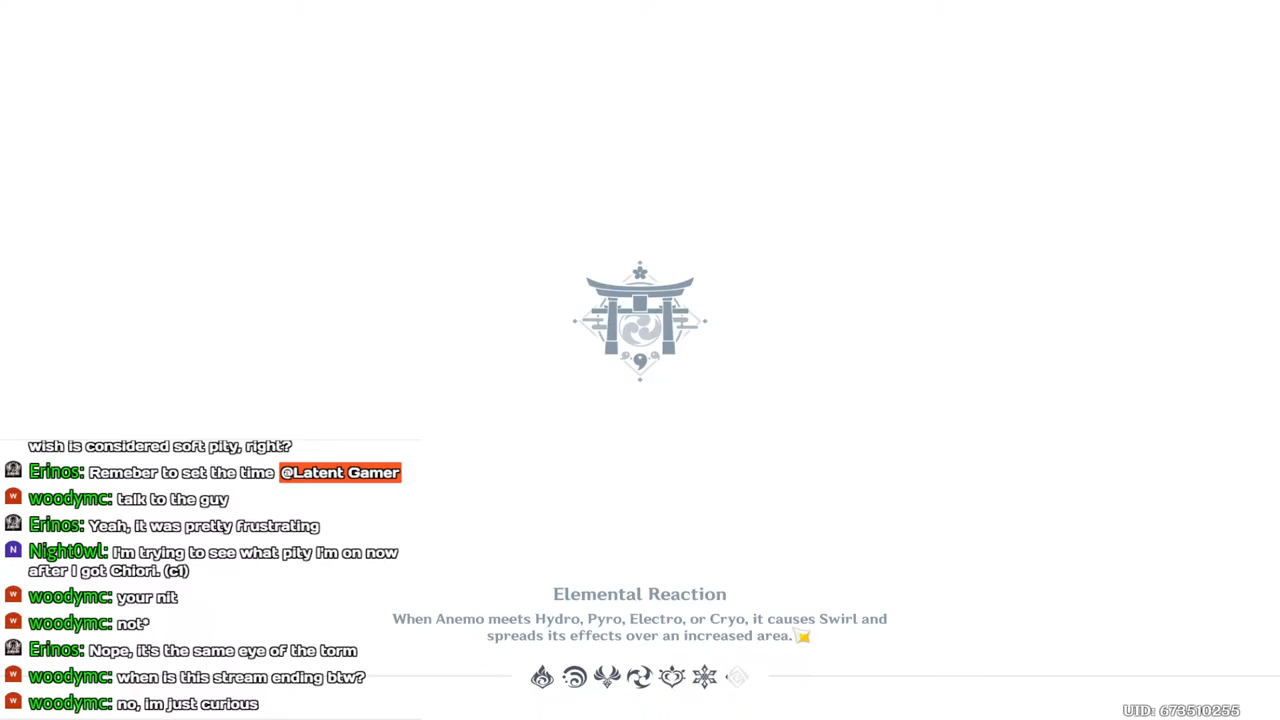 wish is considered soft pity, right?
Erinos: Remeber to set the time @Latent Gamer
W woodymc: talk to the guy
Erinos: Yeah, it was pretty frustrating
N Night0wl: I'm trying to see what pity I'm on now
after I got Chiori. (c1)
W woodymc: your nit
W woodymc: not*
Erinos: Nope, it's the same eye of the torm
W woodymc: when is this stream ending btw?
W woodymc: no, im just curious
Elemental Reaction
When Anemo meets Hydro, Pyro, Electro, or Cryo, it causes Swirl and
spreads its effects over an increased area.
UID: 673510255